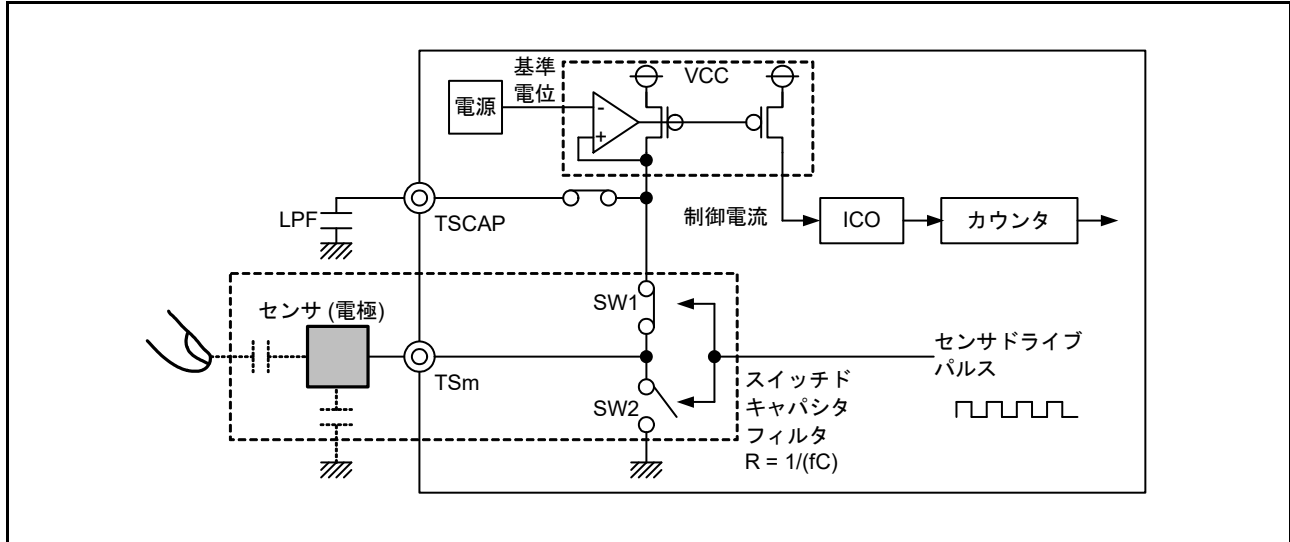 基準
電位
VCC
電源
-
+
LPF
TSCAP
制御電流
ICO
カウンタ
センサ (電極)
SW1
TSm
SW2
センサドライブ
パルス
スイッチド
キャパシタ
フィルタ
R = 1/(fC)